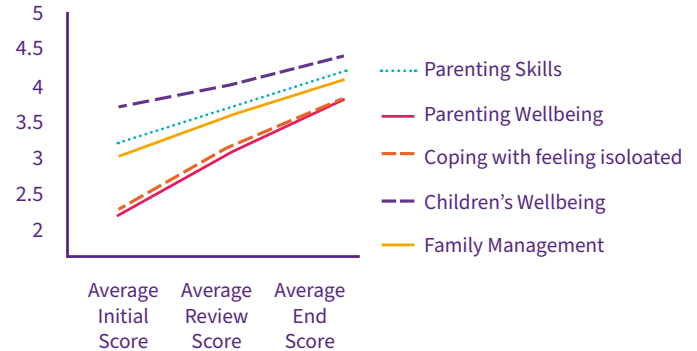 5
4.5
4
3.5
3
2.5
2
Average Initial Score
Average Review Score
Average End Score
Parenting Skills
Parenting Wellbeing
Coping with feeling isoloated
Children’s Wellbeing
Family Management